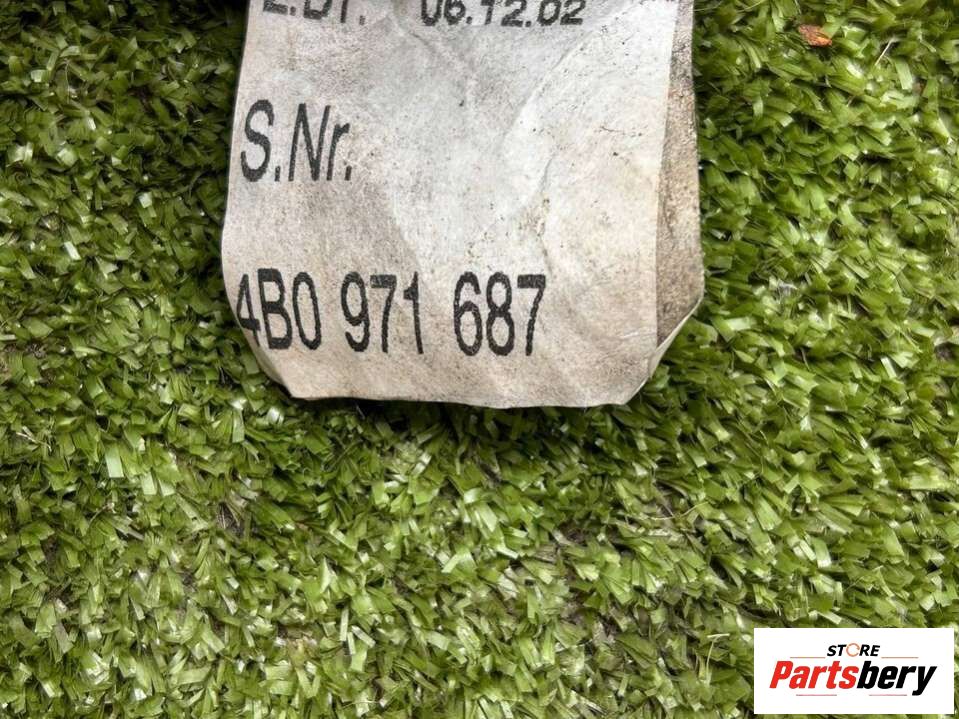 06.12.02
S.Nr.
4B0 971 687
STORE
Partsbery